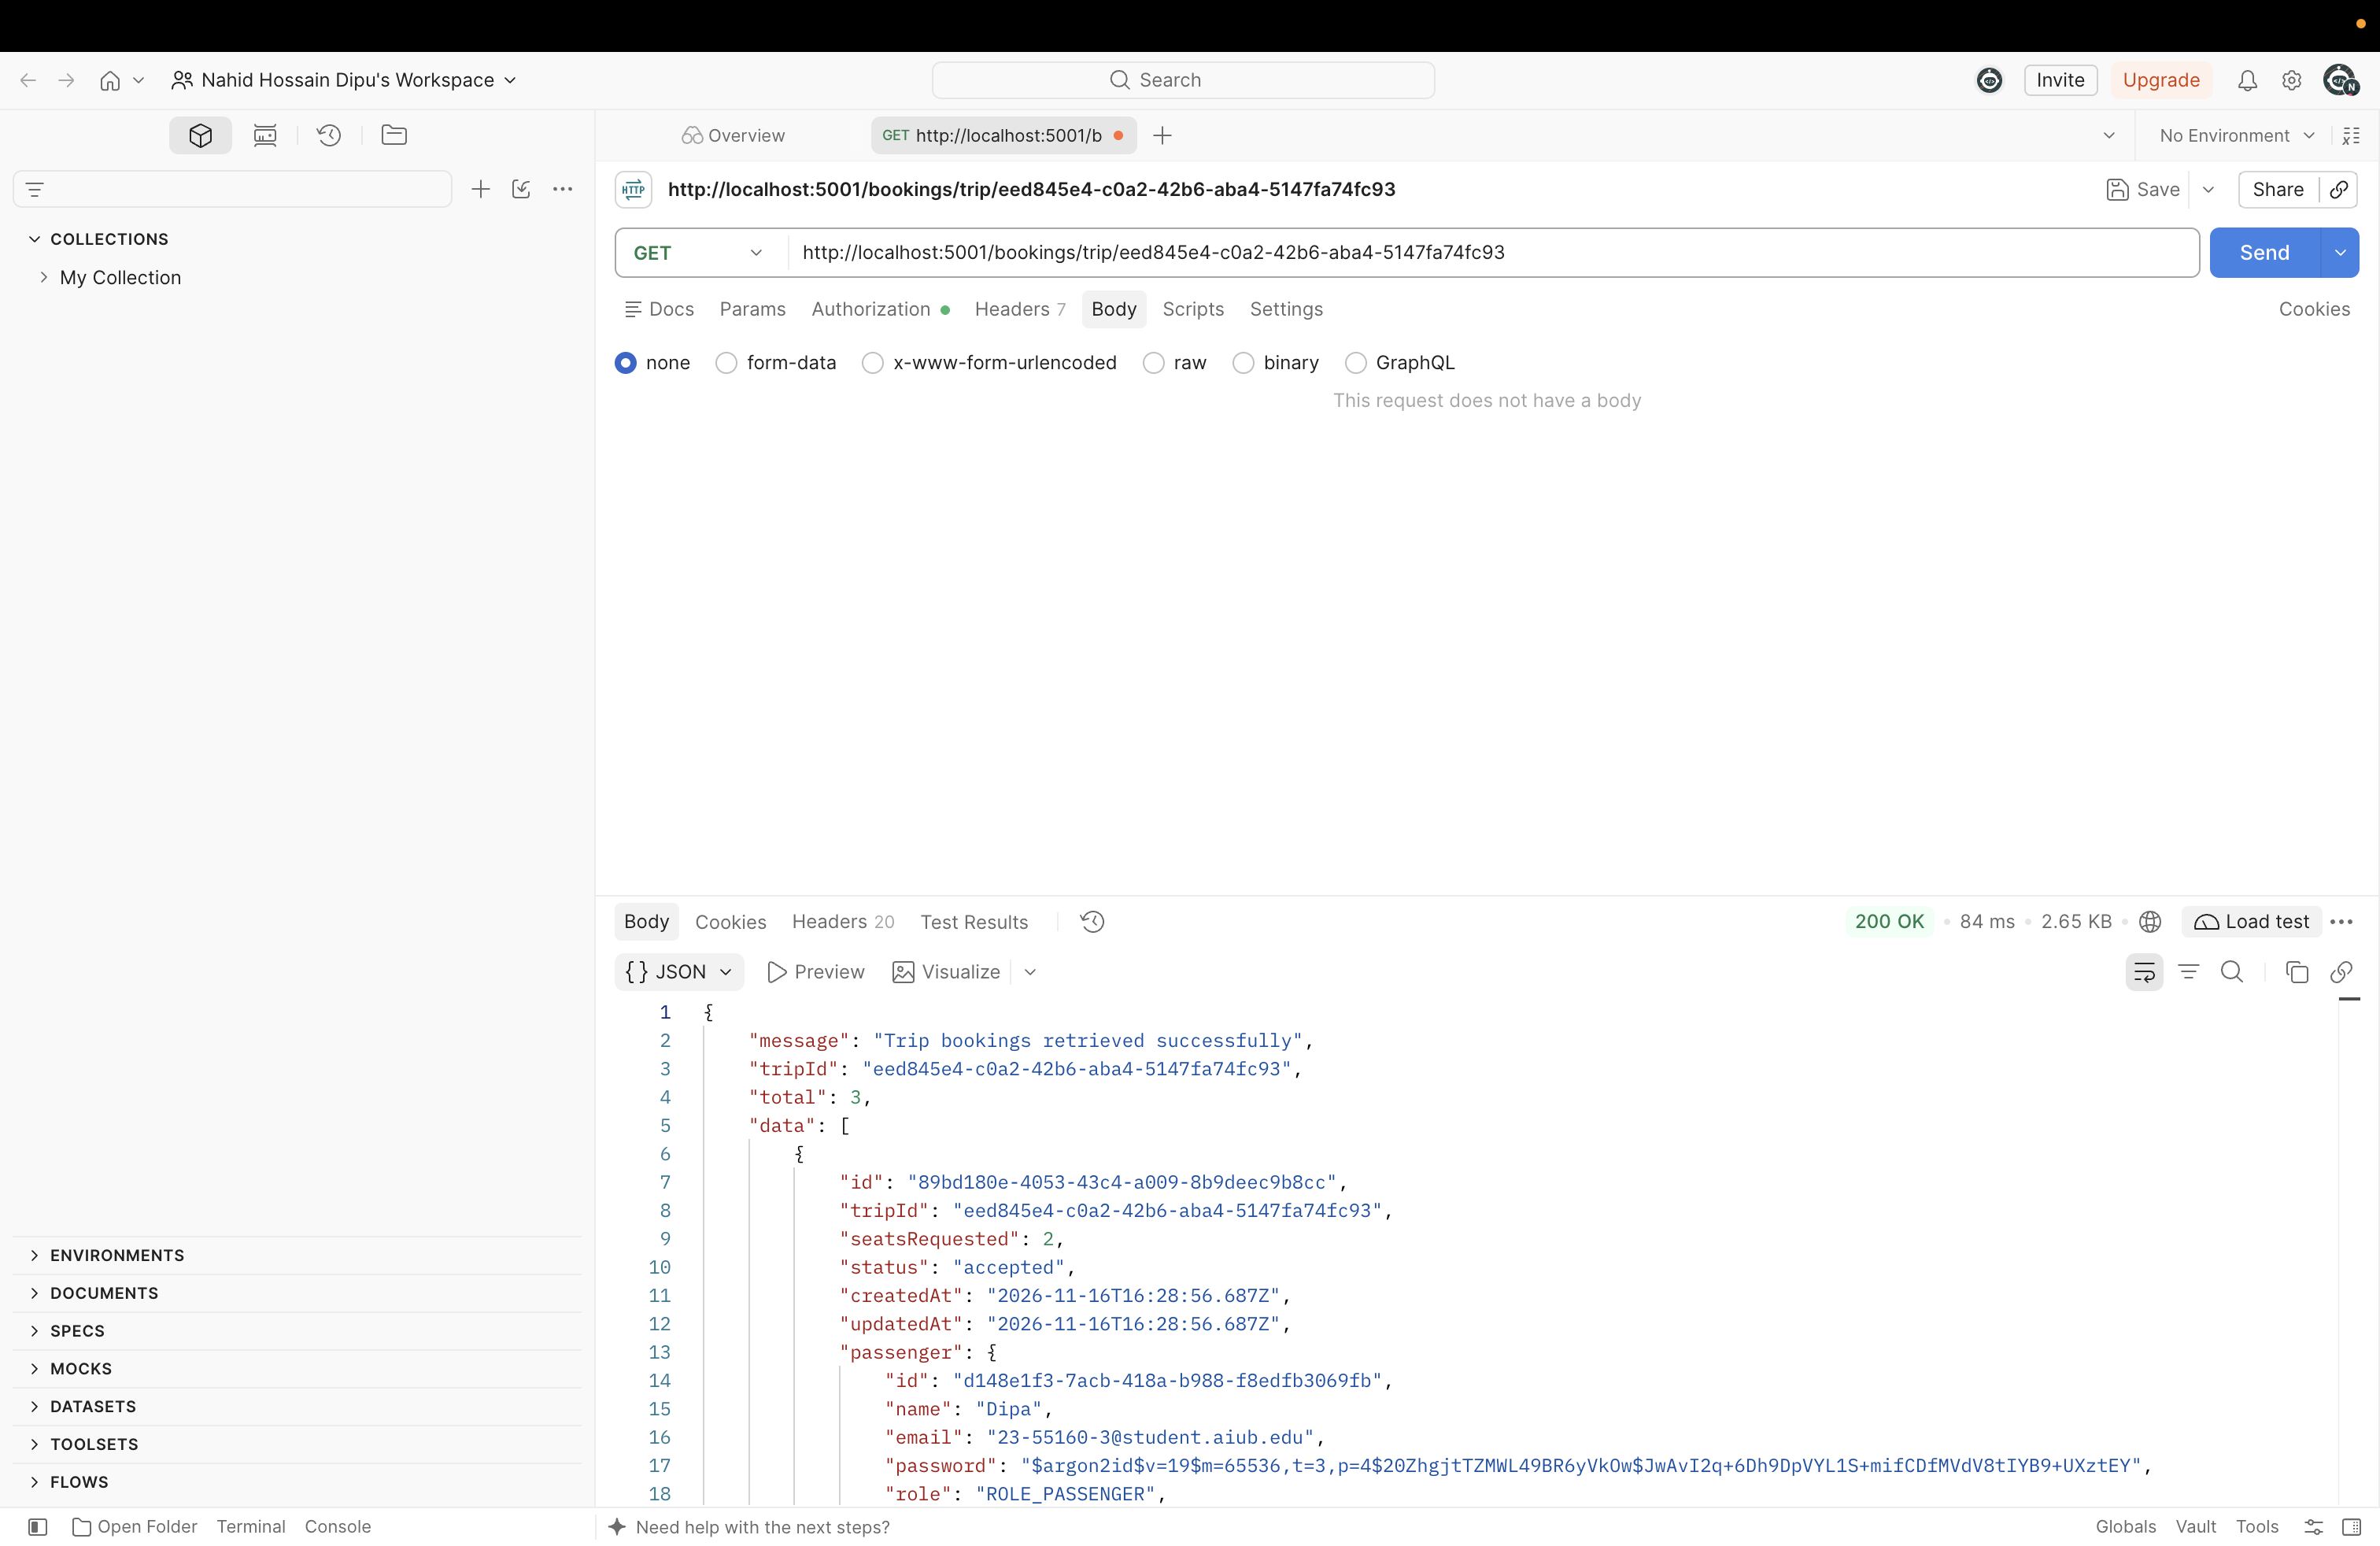 Nahid Hossain Dipu's Workspace
Search
Invite
Upgrade
Overview
GET http://localhost:5001/b
No Environment
HTTP
http://localhost:5001/bookings/trip/eed845e4-c0a2-42b6-aba4-5147fa74fc93
Save
Share
COLLECTIONS
My Collection
GET
http://localhost:5001/bookings/trip/eed845e4-c0a2-42b6-aba4-5147fa74fc93
Send
Docs Params Authorization Headers 7 Body Scripts Settings
Cookies
none form-data x-www-form-urlencoded raw binary GraphQL
This request does not have a body
Body Cookies Headers 20 Test Results
200 OK 84 ms 2.65 KB Load test
{} JSON Preview Visualize
1 {
2 "message": "Trip bookings retrieved successfully",
3 "tripId": "eed845e4-c0a2-42b6-aba4-5147fa74fc93",
4 "total": 3,
5 "data": [
6 {
7 "id": "89bd180e-4053-43c4-a009-8b9deec9b8cc",
8 "tripId": "eed845e4-c0a2-42b6-aba4-5147fa74fc93",
9 "seatsRequested": 2,
10 "status": "accepted",
11 "createdAt": "2026-11-16T16:28:56.687Z",
12 "updatedAt": "2026-11-16T16:28:56.687Z",
13 "passenger": {
14 "id": "d148e1f3-7acb-418a-b988-f8edfb3069fb",
15 "name": "Dipa",
16 "email": "23-55160-3@student.aiub.edu",
17 "password": "$argon2id$v=19$m=65536,t=3,p=4$20ZhgjtTZMWL49BR6yVkOw$JwAvI2q+6Dh9DpVYL1S+mifCDfMVdV8tIYB9+UXztEY",
18 "role": "ROLE_PASSENGER",
ENVIRONMENTS
DOCUMENTS
SPECS
MOCKS
DATASETS
TOOLSETS
FLOWS
Open Folder Terminal Console
Need help with the next steps?
Globals Vault Tools